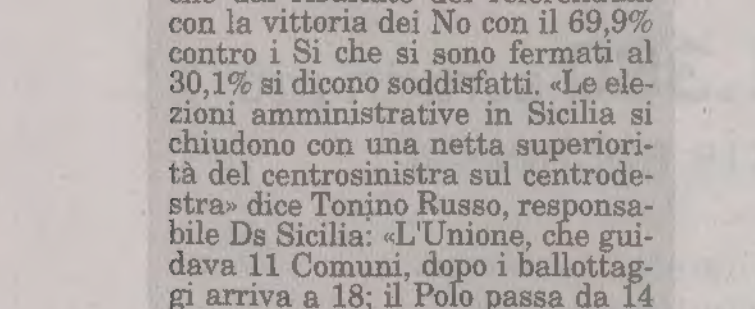 con la vittoria dei No con il 69,9%
contro i Si che si sono fermati al
30,1% si dicono soddisfatti. «Le ele-
zioni amministrative in Sicilia si
chiudono con una netta superiori-
tà del centrosinistra sul centrode-
stra» dice Tonino Russo, responsa-
bile Ds Sicilia: «L'Unione, che gui-
dava 11 Comuni, dopo i ballottag-
gi arriva a 18; il Polo passa da 14